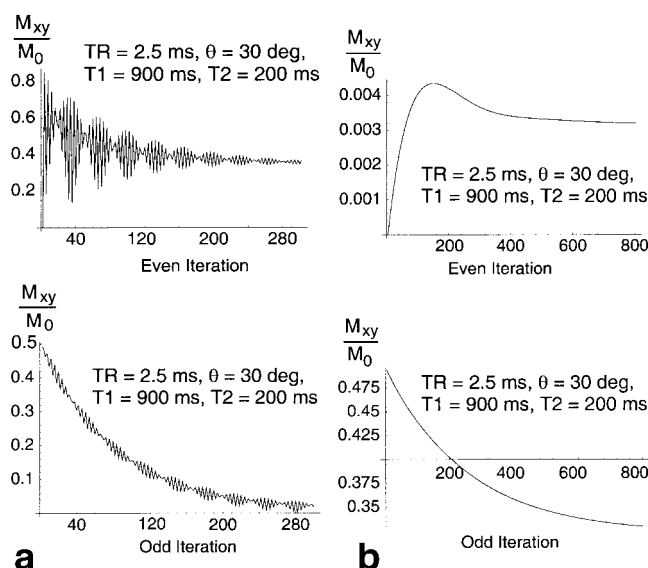 M_xy
M_0
TR = 2.5 ms, θ = 30 deg,
T1 = 900 ms, T2 = 200 ms
0.8
0.6
0.4
0.2
40 120 200 280
Even Iteration
M_xy
M_0
0.004
0.003
0.002
0.001
TR = 2.5 ms, θ = 30 deg,
T1 = 900 ms, T2 = 200 ms
200 400 600 800
Even Iteration
M_xy
M_0
0.5
0.4
0.3
0.2
0.1
TR = 2.5 ms, θ = 30 deg,
T1 = 900 ms, T2 = 200 ms
40 120 200 280
Odd Iteration
a
M_xy
M_0
0.475
0.45
0.425
0.375
0.35
TR = 2.5 ms, θ = 30 deg,
T1 = 900 ms, T2 = 200 ms
200 400 600 800
Odd Iteration
b